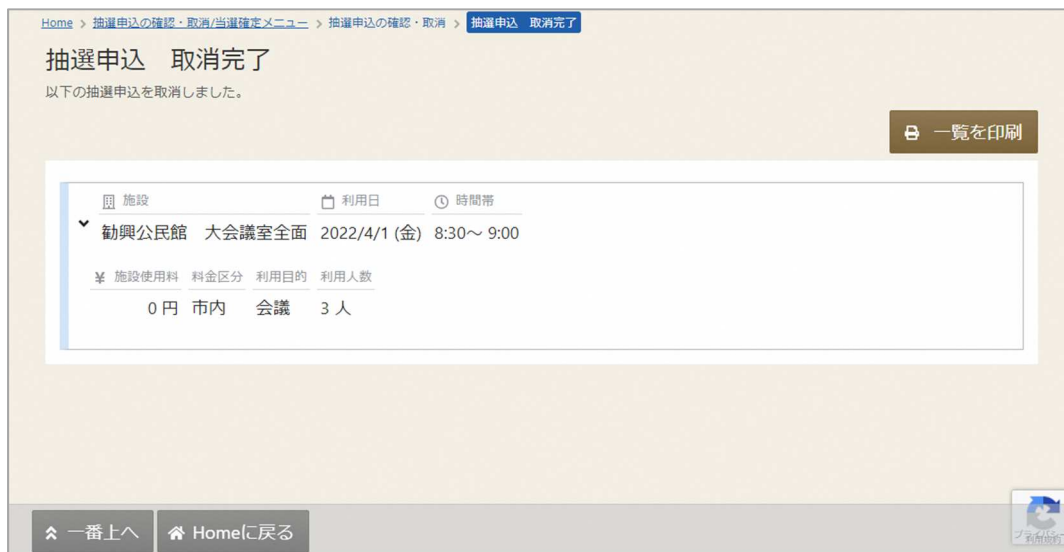 Home > 抽選申込の確認・取消/当選確定メニュー > 抽選申込の確認・取消 > 抽選申込　取消完了
抽選申込　取消完了
以下の抽選申込を取消しました。
一覧を印刷
施設 利用日 時間帯
勧興公民館　大会議室全面 2022/4/1 (金) 8:30～ 9:00
¥ 施設使用料 料金区分 利用目的 利用人数
0 円 市内 会議 3 人
一番上へ Homeに戻る